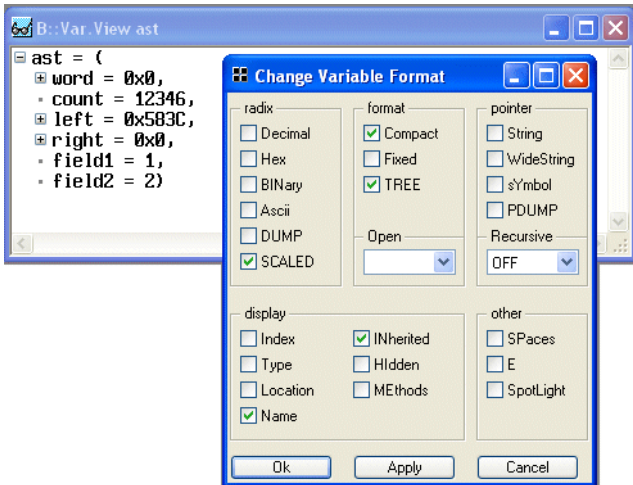 B::Var.View ast
ast = (
word = 0x0,
count = 12346,
left = 0x583C,
right = 0x0,
field1 = 1,
field2 = 2)
Change Variable Format
radix
Decimal
Hex
BINary
Ascii
DUMP
SCALED
format
Compact
Fixed
TREE
Open
pointer
String
WideString
sYmbol
PDUMP
Recursive
OFF
display
Index
Type
Location
Name
INherited
HIdden
MEthods
other
SPaces
E
SpotLight
Ok
Apply
Cancel